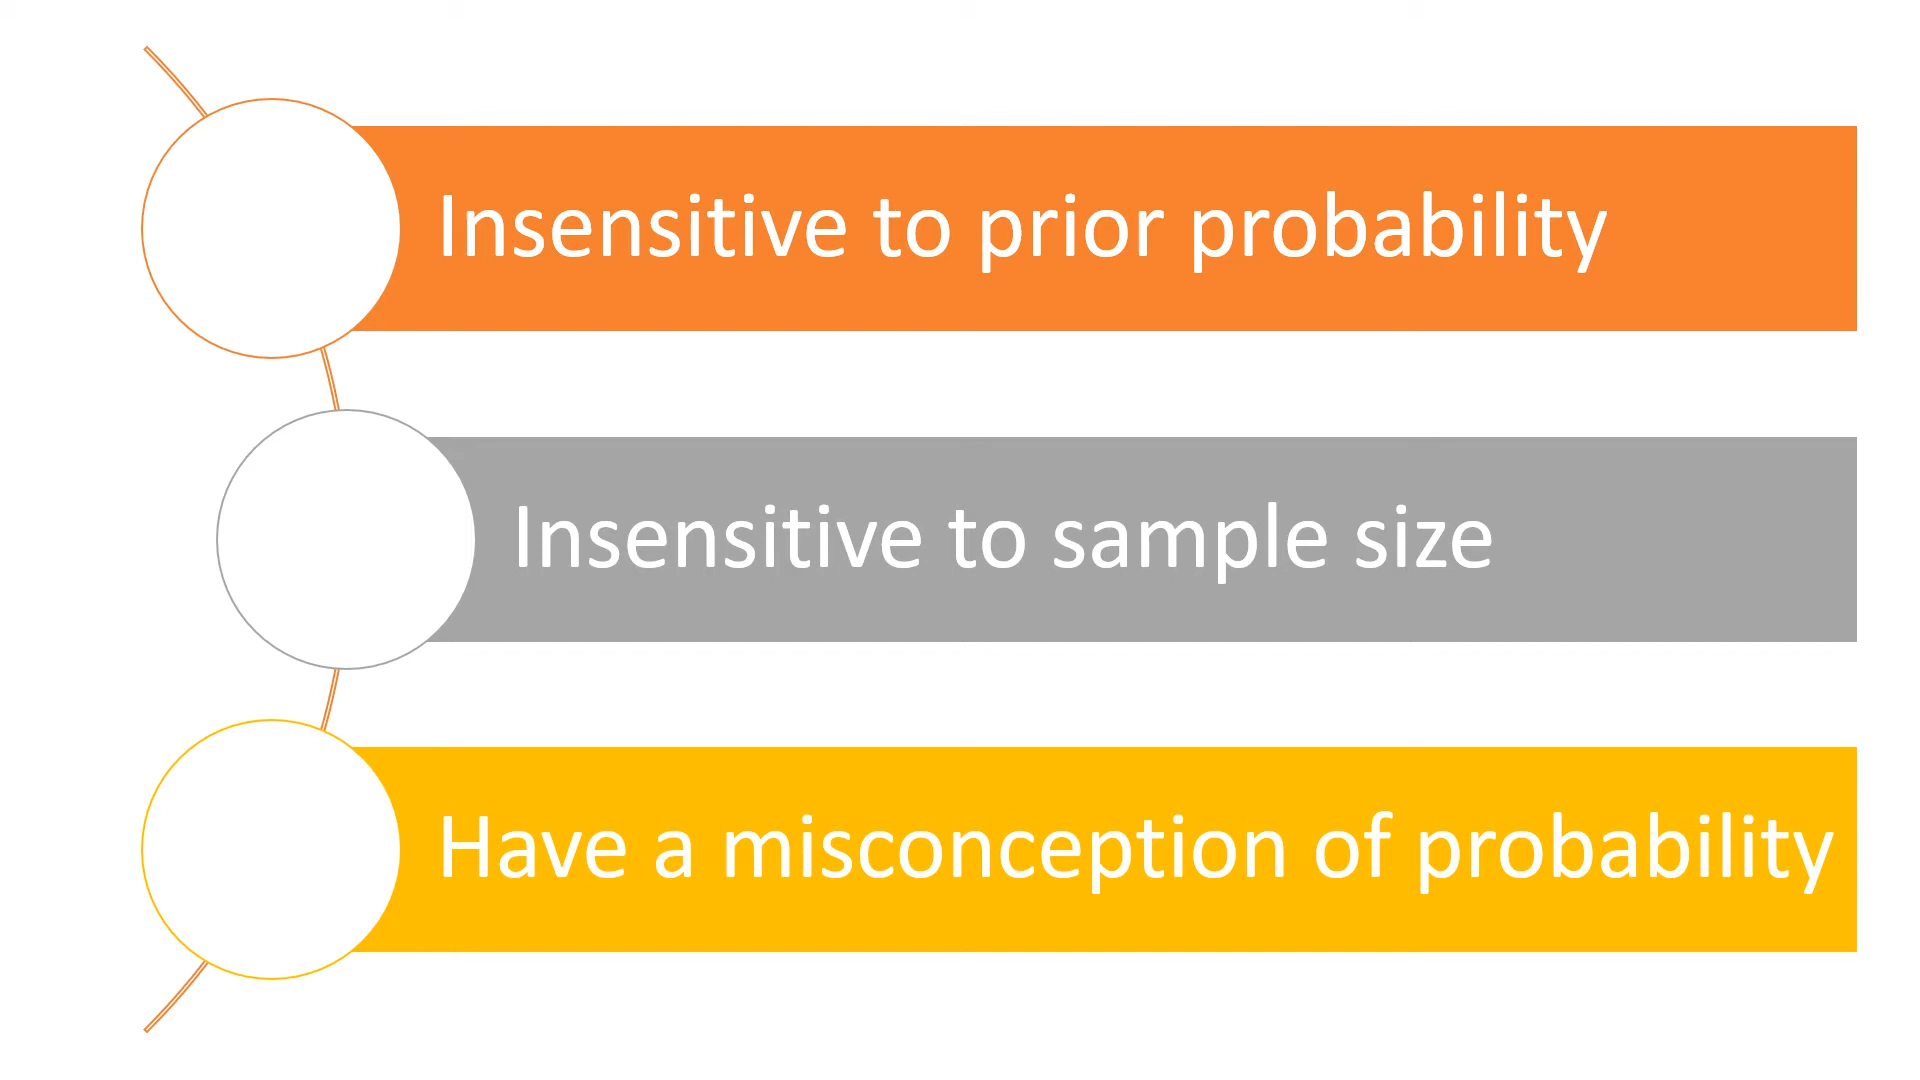 Insensitive to prior probability
Insensitive to sample size
Have a misconception of probability